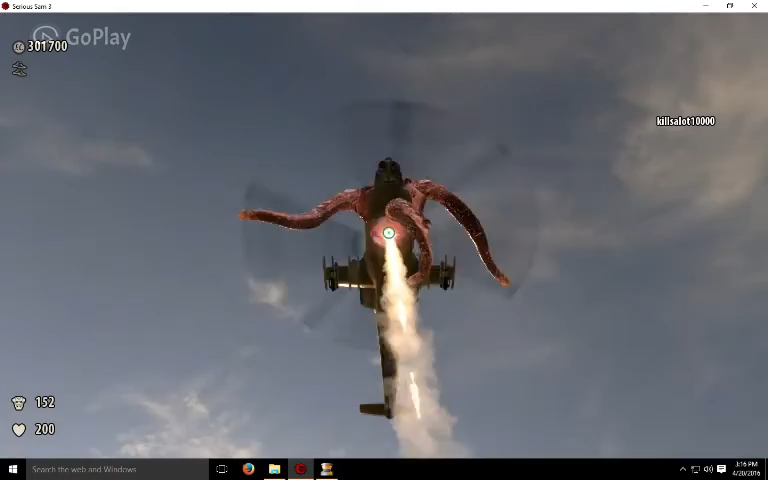 Serious Sam 3
GoPlay
301700
killsalot10000
152
200
Search the web and Windows
3:16 PM
4/20/2016